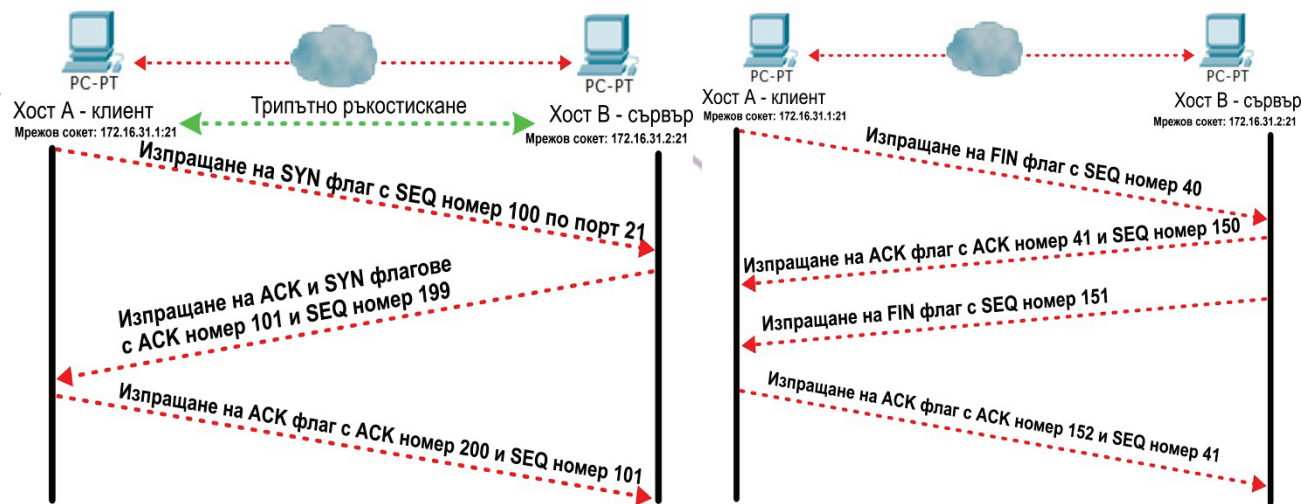 PC-PT
PC-PT
Хост A - клиент
Мрежов сокет: 172.16.31.1:21
Трипътно ръкостискане
Хост B - сървър
Мрежов сокет: 172.16.31.2:21
Изпращане на SYN флаг с SEQ номер 100 по порт 21
Изпращане на ACK и SYN флагове
с ACK номер 101 и SEQ номер 199
Изпращане на ACK флаг с ACK номер 200 и SEQ номер 101
PC-PT
PC-PT
Хост A - клиент
Мрежов сокет: 172.16.31.1:21
Хост B - сървър
Мрежов сокет: 172.16.31.2:21
Изпращане на FIN флаг с SEQ номер 40
Изпращане на ACK флаг с ACK номер 41 и SEQ номер 150
Изпращане на FIN флаг с SEQ номер 151
Изпращане на ACK флаг с ACK номер 152 и SEQ номер 41